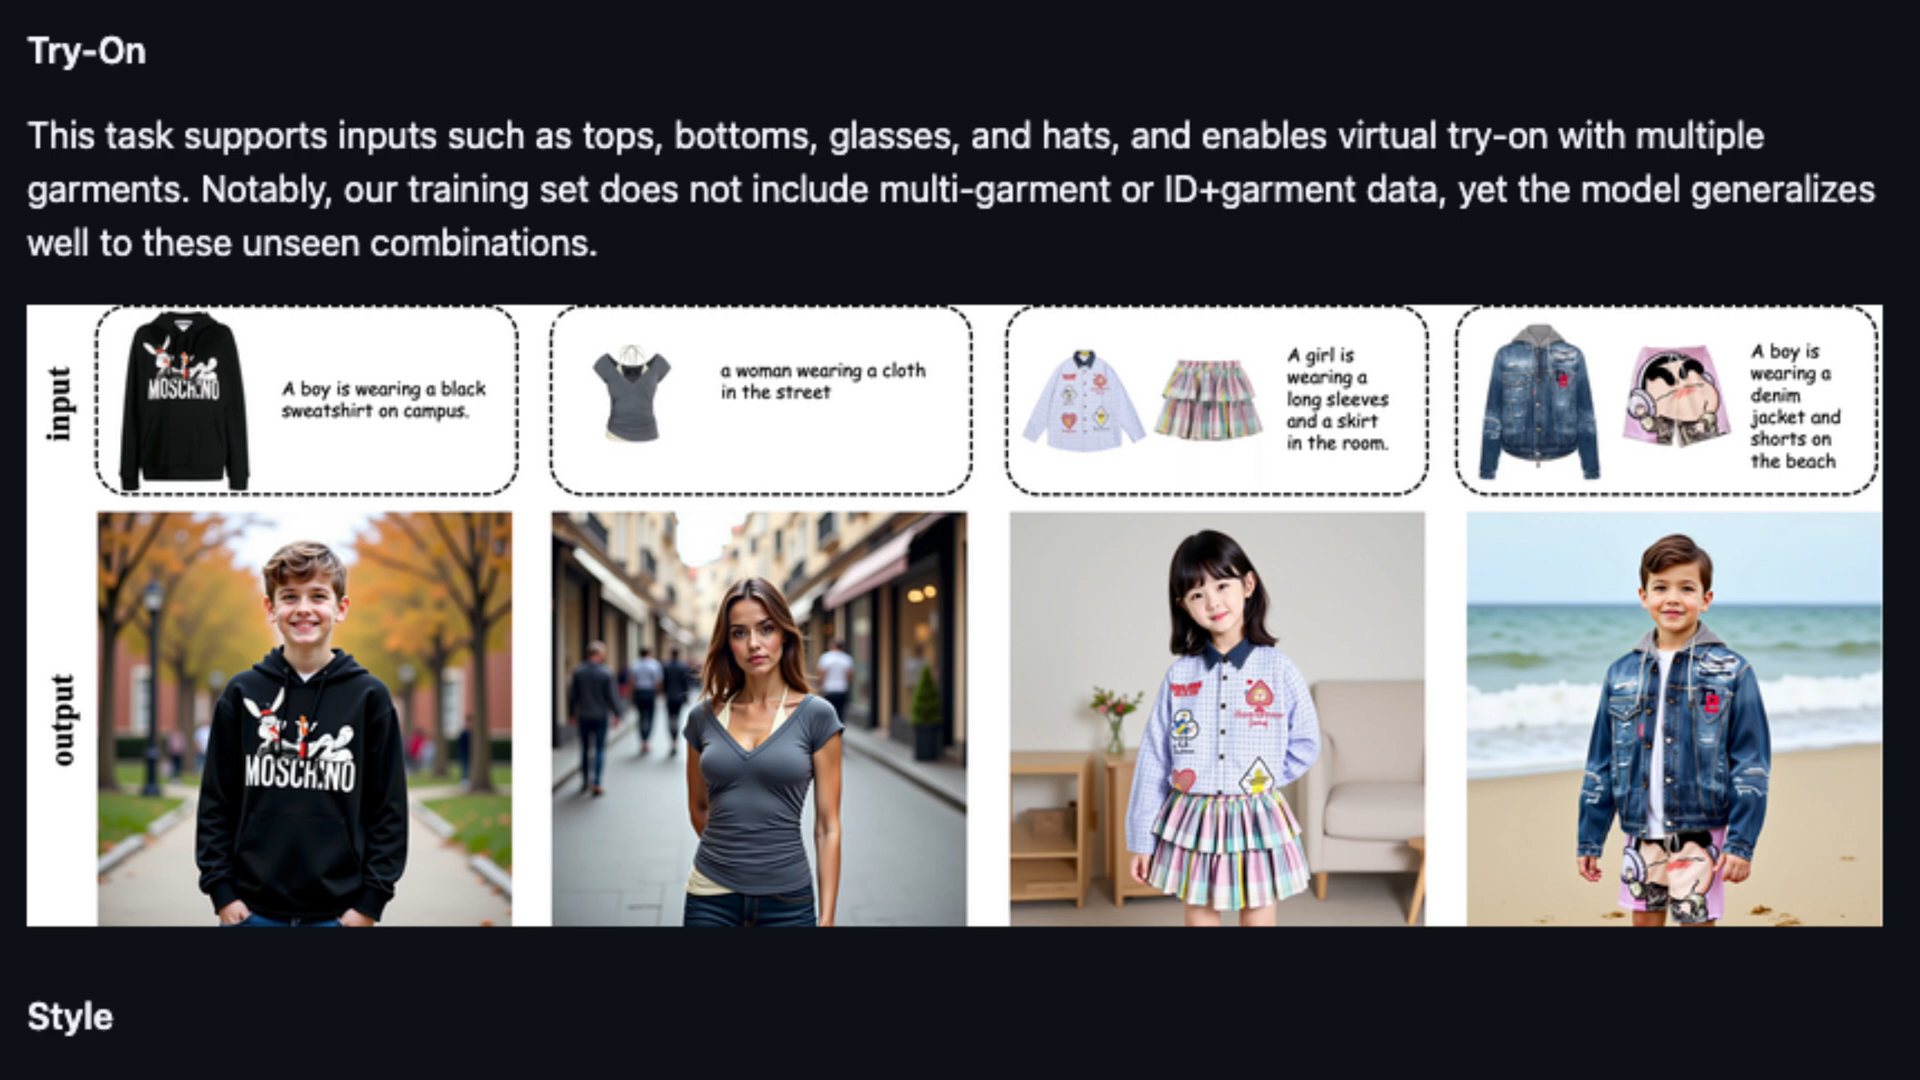 Try-On
This task supports inputs such as tops, bottoms, glasses, and hats, and enables virtual try-on with multiple
garments. Notably, our training set does not include multi-garment or ID+garment data, yet the model generalizes
well to these unseen combinations.
input
MOSCHINO
A boy is wearing a black
sweatshirt on campus.
a woman wearing a cloth
in the street
A girl is
wearing a
long sleeves
and a skirt
in the room.
A boy is
wearing a
denim
jacket and
shorts on
the beach
output
MOSCHINO
Style